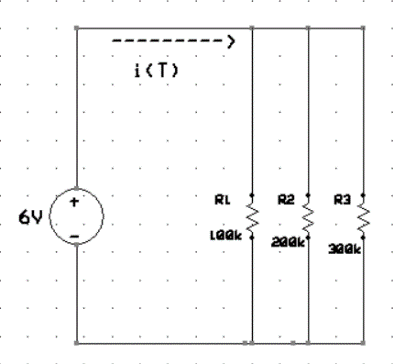 i(T)
+
6V
-
R1 R2 R3
100k 200k 300k